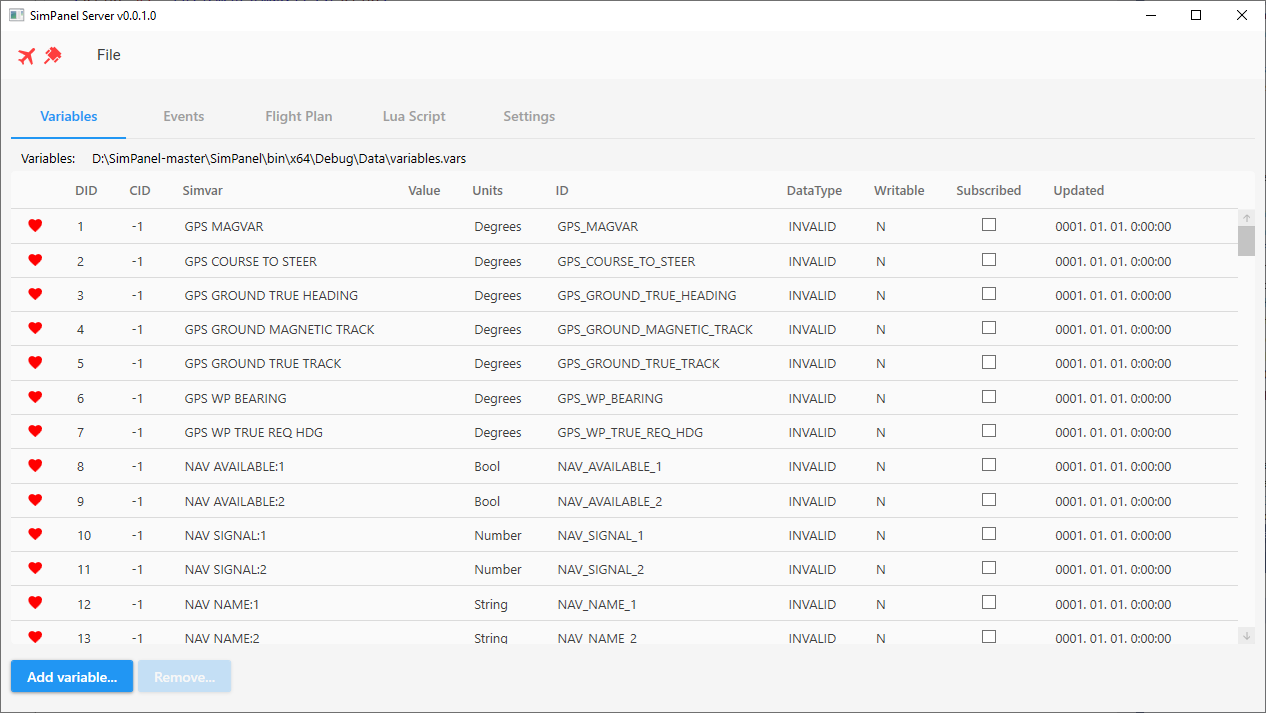 SimPanel Server v0.0.1.0
File
Variables Events Flight Plan Lua Script Settings
Variables: D:\SimPanel-master\SimPanel\bin\x64\Debug\Data\variables.vars
DID CID Simvar Value Units ID DataType Writable Subscribed Updated
1 -1 GPS MAGVAR Degrees GPS_MAGVAR INVALID N 0001. 01. 01. 0:00:00
2 -1 GPS COURSE TO STEER Degrees GPS_COURSE_TO_STEER INVALID N 0001. 01. 01. 0:00:00
3 -1 GPS GROUND TRUE HEADING Degrees GPS_GROUND_TRUE_HEADING INVALID N 0001. 01. 01. 0:00:00
4 -1 GPS GROUND MAGNETIC TRACK Degrees GPS_GROUND_MAGNETIC_TRACK INVALID N 0001. 01. 01. 0:00:00
5 -1 GPS GROUND TRUE TRACK Degrees GPS_GROUND_TRUE_TRACK INVALID N 0001. 01. 01. 0:00:00
6 -1 GPS WP BEARING Degrees GPS_WP_BEARING INVALID N 0001. 01. 01. 0:00:00
7 -1 GPS WP TRUE REQ HDG Degrees GPS_WP_TRUE_REQ_HDG INVALID N 0001. 01. 01. 0:00:00
8 -1 NAV AVAILABLE:1 Bool NAV_AVAILABLE_1 INVALID N 0001. 01. 01. 0:00:00
9 -1 NAV AVAILABLE:2 Bool NAV_AVAILABLE_2 INVALID N 0001. 01. 01. 0:00:00
10 -1 NAV SIGNAL:1 Number NAV_SIGNAL_1 INVALID N 0001. 01. 01. 0:00:00
11 -1 NAV SIGNAL:2 Number NAV_SIGNAL_2 INVALID N 0001. 01. 01. 0:00:00
12 -1 NAV NAME:1 String NAV_NAME_1 INVALID N 0001. 01. 01. 0:00:00
13 -1 NAV NAME:2 String NAV_NAME_2 INVALID N 0001. 01. 01. 0:00:00
Add variable... Remove...